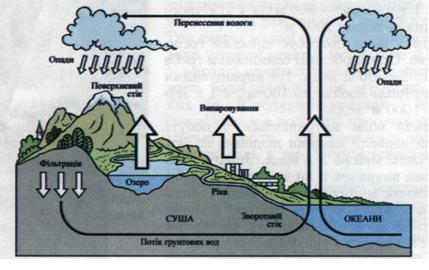 Перенесення вологи
Опади
Опади
Поверхневий
стік
Випаровування
Фільтрація
Озеро
Ріка
СУША
Зворотний
стік
ОКЕАНИ
Потік грунтових вод